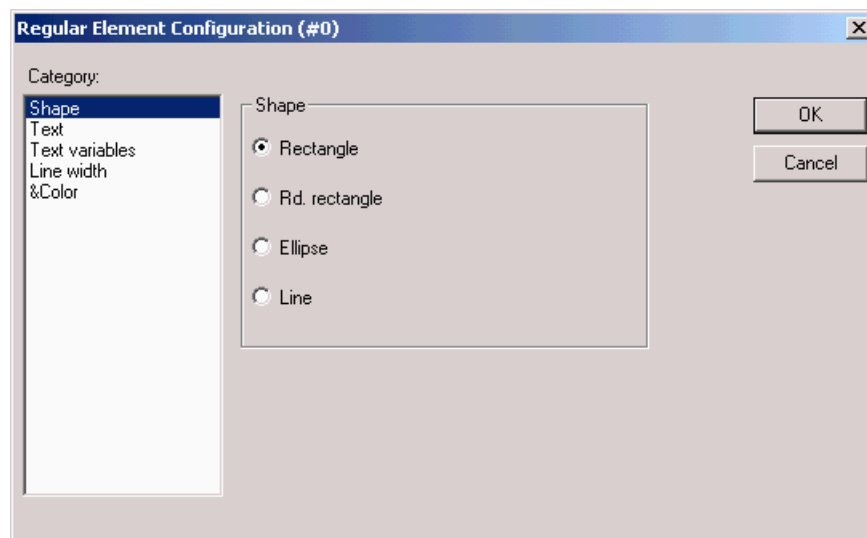 Regular Element Configuration (#0)
Category:
Shape
Text
Text variables
Line width
&Color
Shape
Rectangle
Rd. rectangle
Ellipse
Line
OK
Cancel